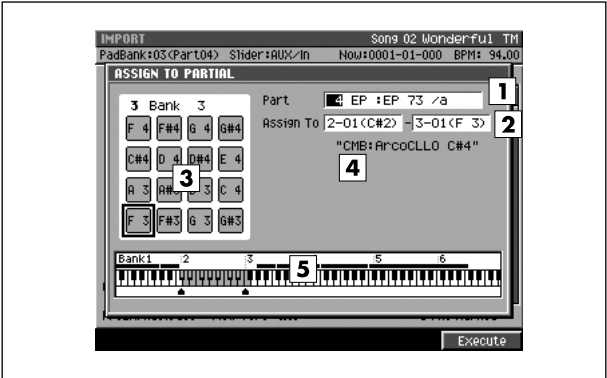 IMPORT Song 02 Wonderful TM
PadBank:03(Part04) Slider:AUX/In Now:0001-01-000 BPM: 94.00
ASSIGN TO PARTIAL
3 Bank 3
Part 4 EP :EP 73 /a 1
Assign To 2-01(C#2) - 3-01(F 3) 2
"CMB:ArcoCLLO C#4"
4
F 4 F#4 G 4 G#4
C#4 D 4 D#4 E 4
3
A 3 A#3 3 C 4
F 3 F#3 G 3 G#3
Bank1 2 3 5 5 6
Execute